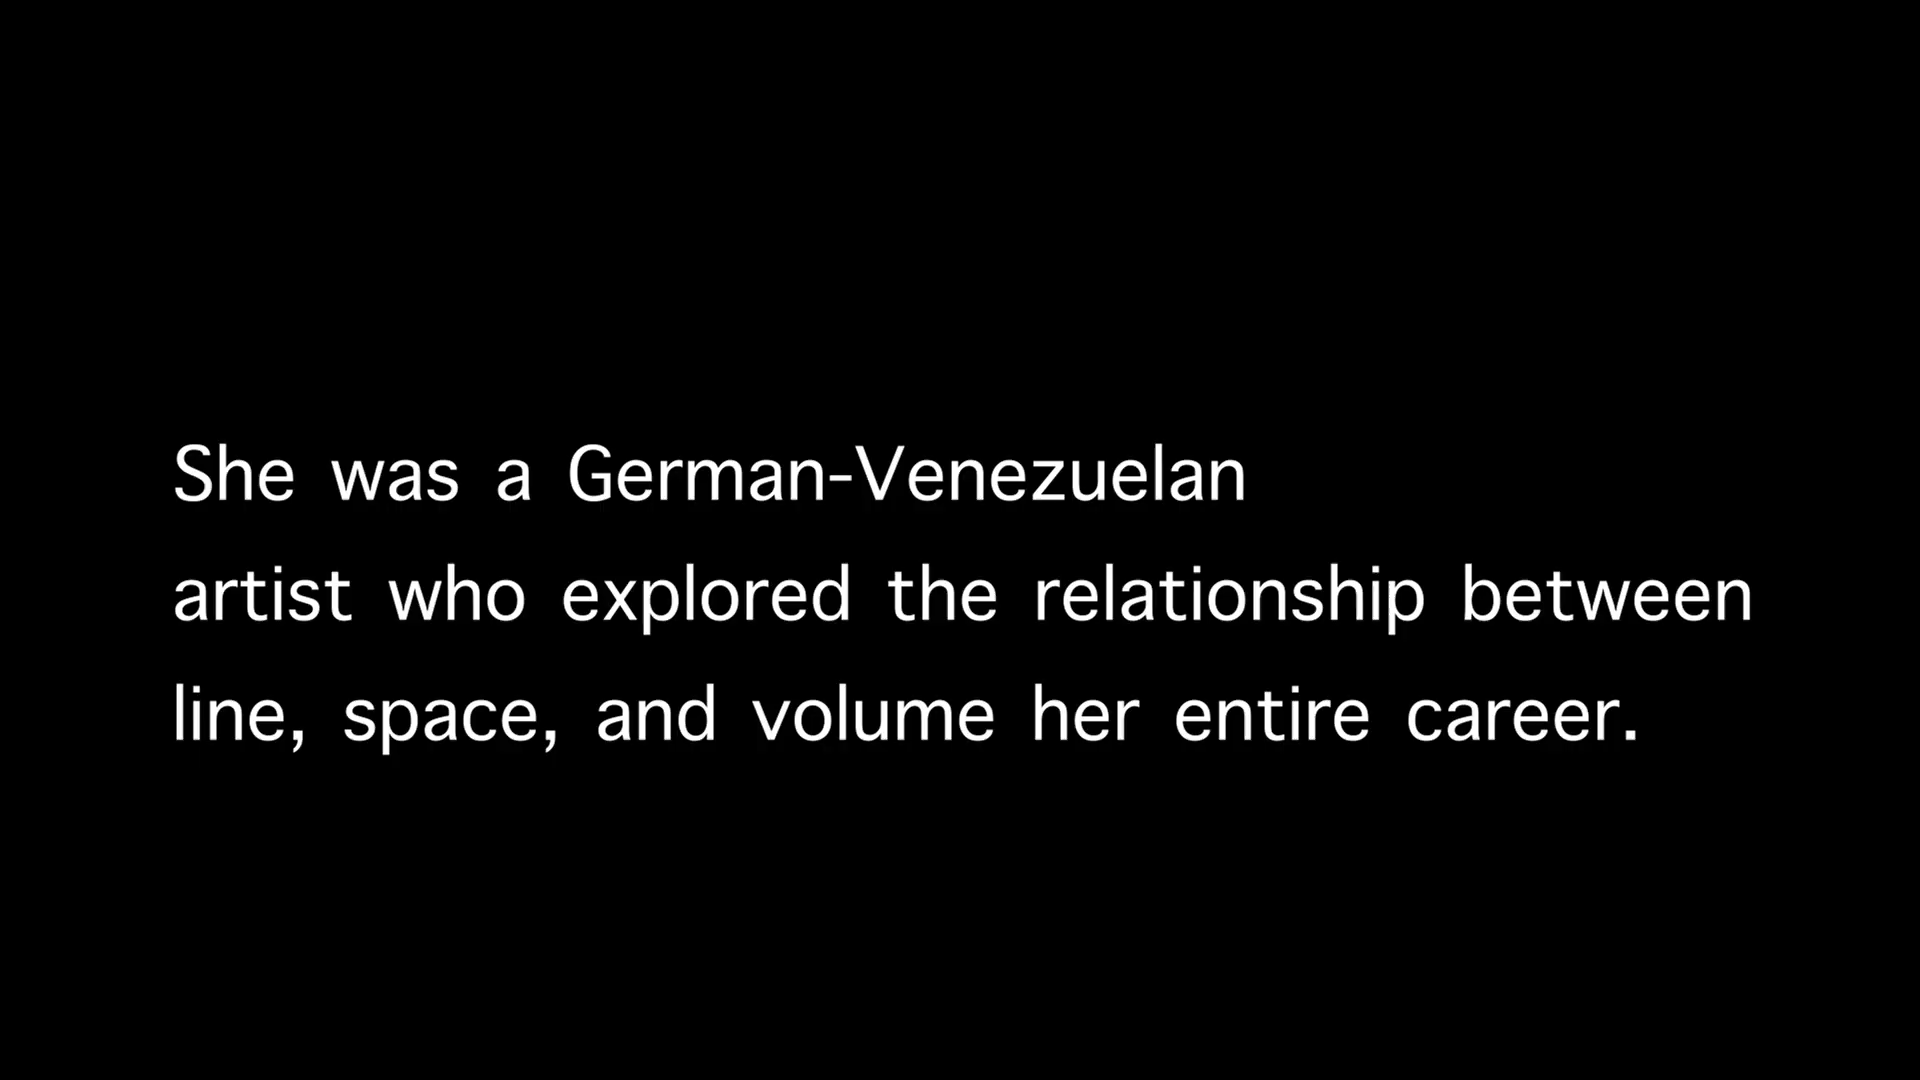 She was a German-Venezuelan
artist who explored the relationship between
line, space, and volume her entire career.